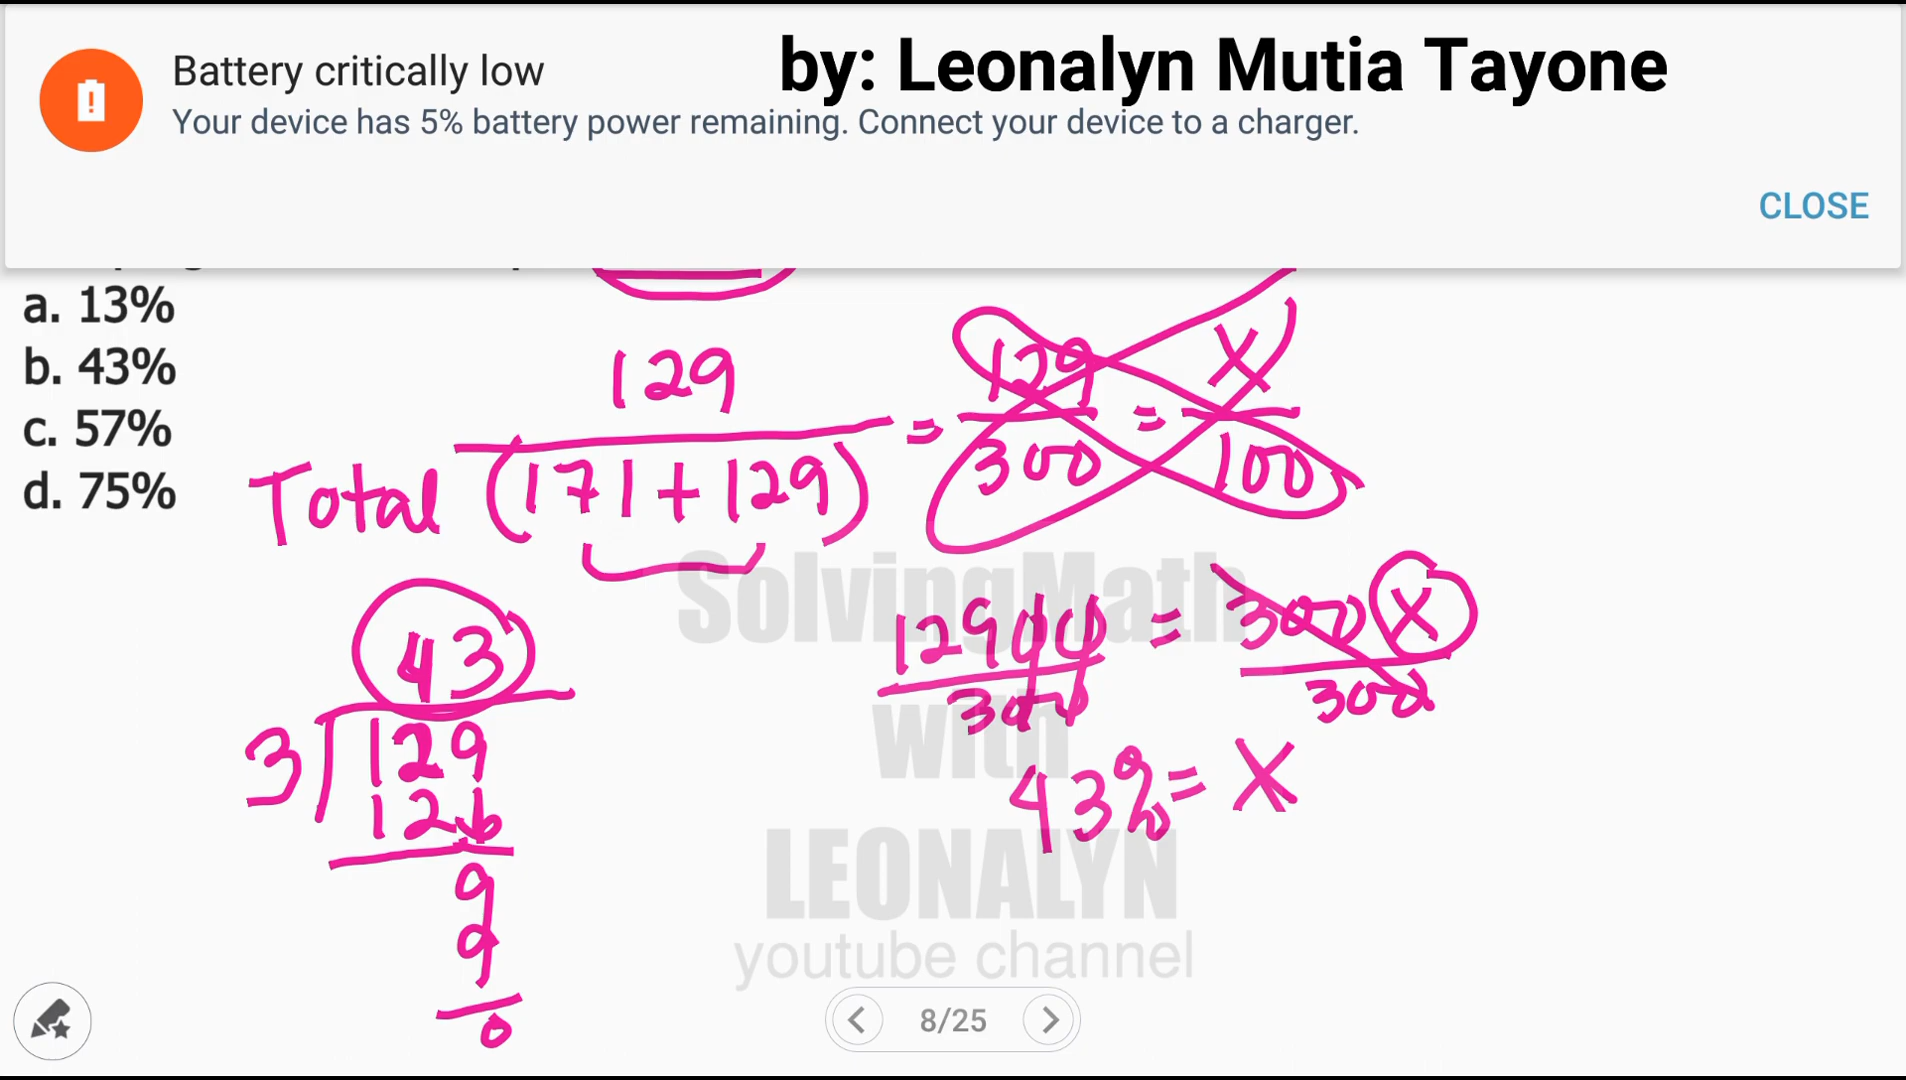 Battery critically low
by: Leonalyn Mutia Tayone
Your device has 5% battery power remaining. Connect your device to a charger.
CLOSE
a. 13%
b. 43%
c. 57%
d. 75%
129
Total (171+129)
= 129/300 = X/100
SolvingMath
with
LEONALYN
youtube channel
12900/300 = 300X/300
43% = X
43
3 129
12
9
9
0
8/25